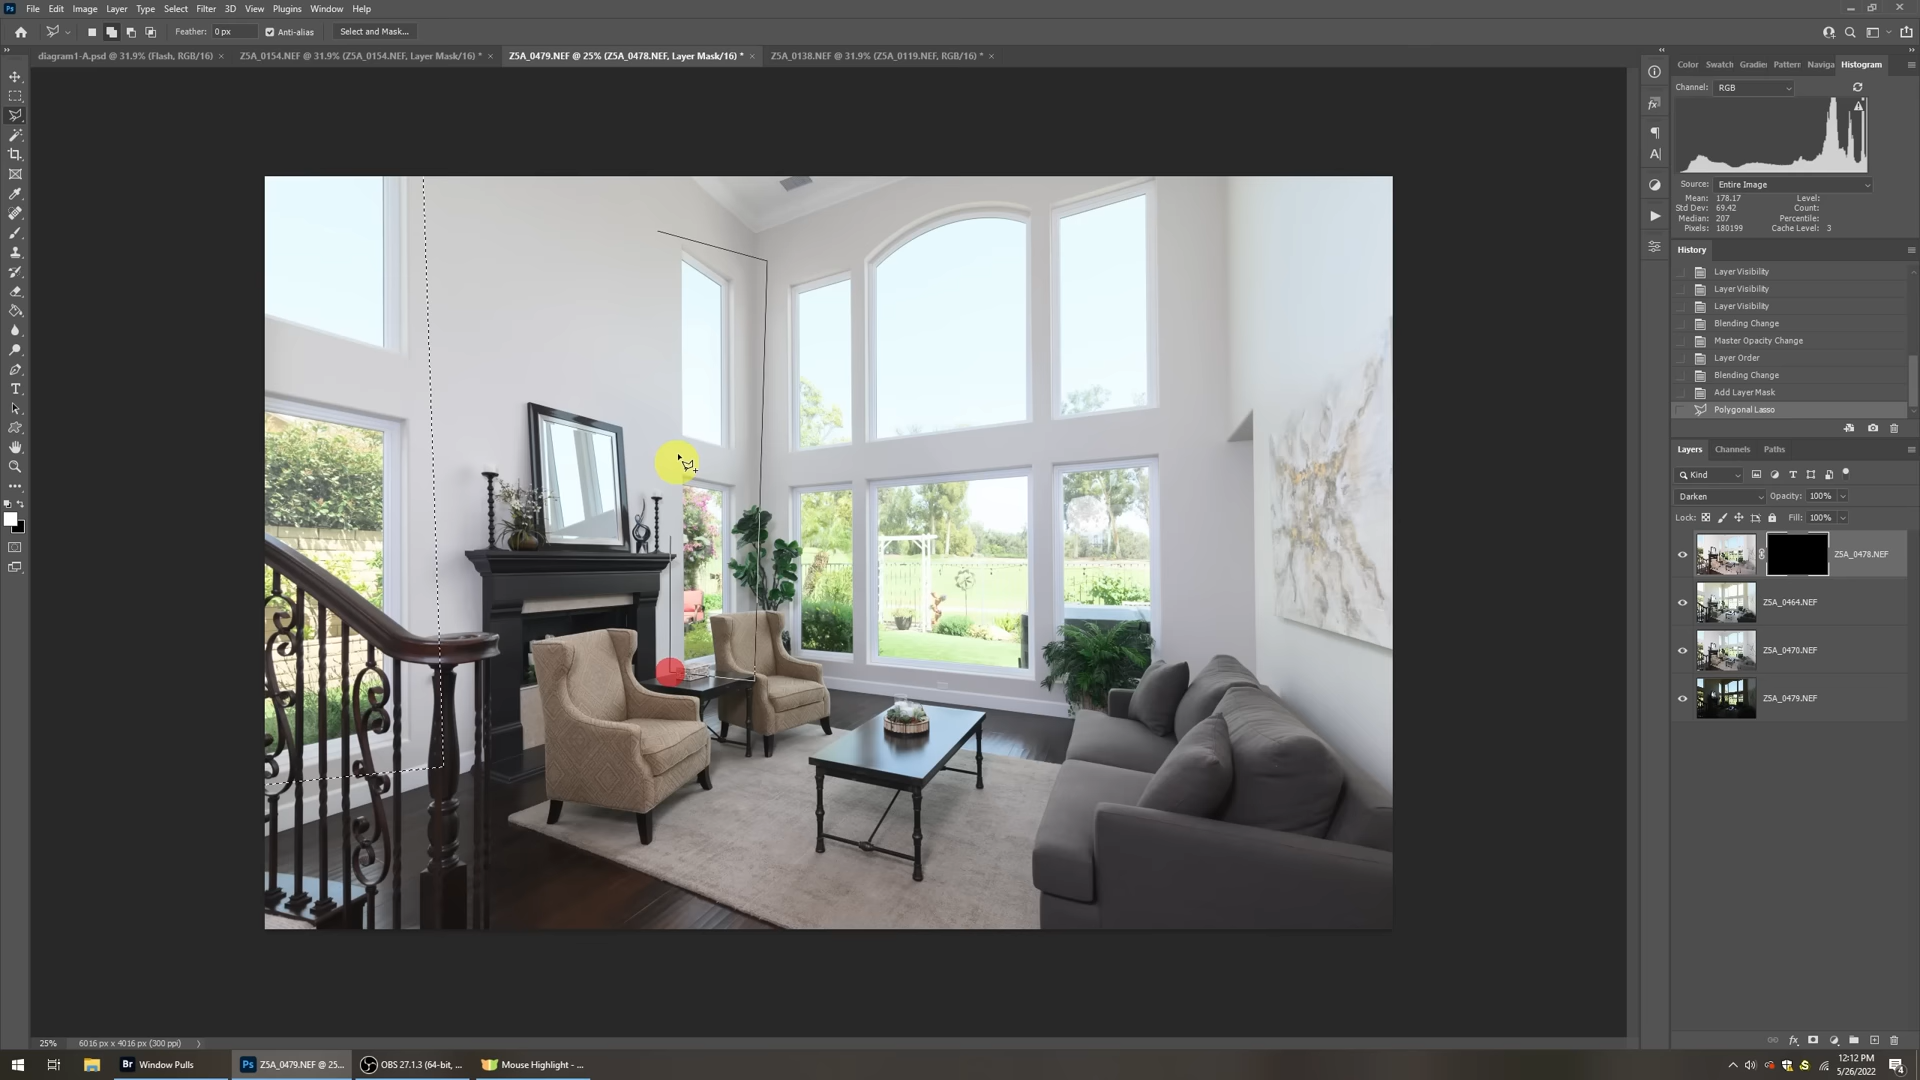 Ps File Edit Image Layer Type Select Filter 3D View Plugins Window Help
Feather: 0 px Anti-alias Select and Mask...
diagram1-A.psd @ 31.9% (Flash, RGB/16) × Z5A_0154.NEF @ 31.9% (Z5A_0154.NEF, Layer Mask/16) * × Z5A_0479.NEF @ 25% (Z5A_0478.NEF, Layer Mask/16) * × Z5A_0138.NEF @ 31.9% (Z5A_0119.NEF, RGB/16) * ×
Color Swatch Gradie Pattern Naviga Histogram
Channel: RGB
Source: Entire Image
Mean: 178.17 Level:
Std Dev: 69.42 Count:
Median: 207 Percentile:
Pixels: 180199 Cache Level: 3
History
Layer Visibility
Layer Visibility
Layer Visibility
Blending Change
Master Opacity Change
Layer Order
Blending Change
Add Layer Mask
Polygonal Lasso
Layers Channels Paths
Kind
Darken Opacity: 100%
Lock: Fill: 100%
Z5A_0478.NEF
Z5A_0464.NEF
Z5A_0470.NEF
Z5A_0479.NEF
25% 6016 px x 4016 px (300 ppi)
Br Window Pulls Ps Z5A_0479.NEF @ 25... OBS 27.1.3 (64-bit, ... Mouse Highlight - ...
12:12 PM
5/26/2022
4